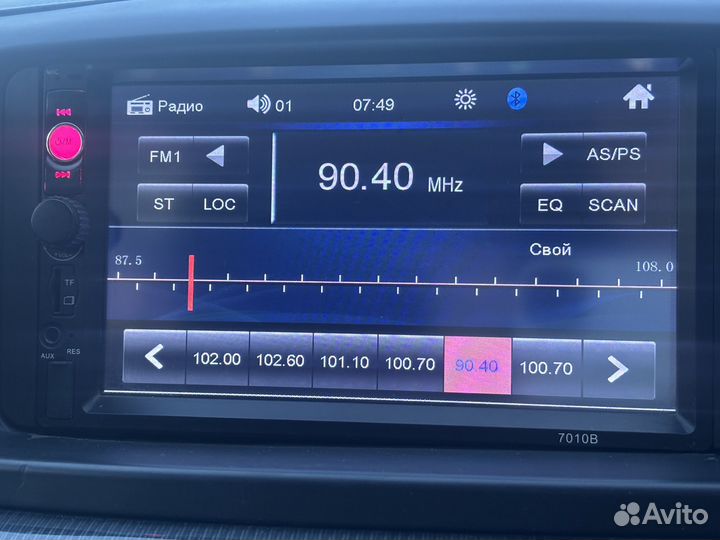 Радио 01 07:49
FM1 AS/PS
90.40 MHz
ST LOC EQ SCAN
Свой
87.5 108.0
TF
102.00 102.60 101.10 100.70 90.40 100.70
AUX RES
7010B
Avito